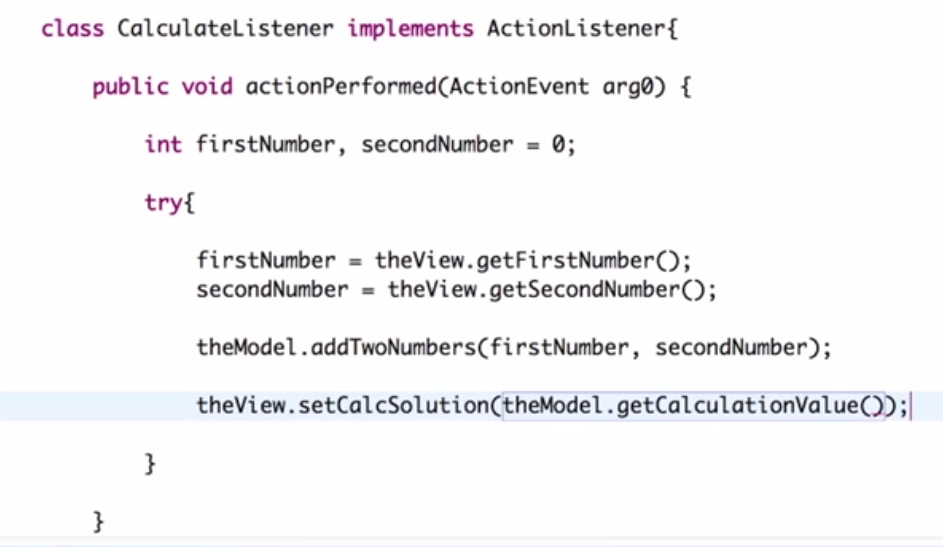 class CalculateListener implements ActionListener{
public void actionPerformed(ActionEvent arg0) {
int firstNumber, secondNumber = 0;
try{
firstNumber = theView.getFirstNumber();
secondNumber = theView.getSecondNumber();
theModel.addTwoNumbers(firstNumber, secondNumber);
theView.setCalcSolution(theModel.getCalculationValue());
}
}